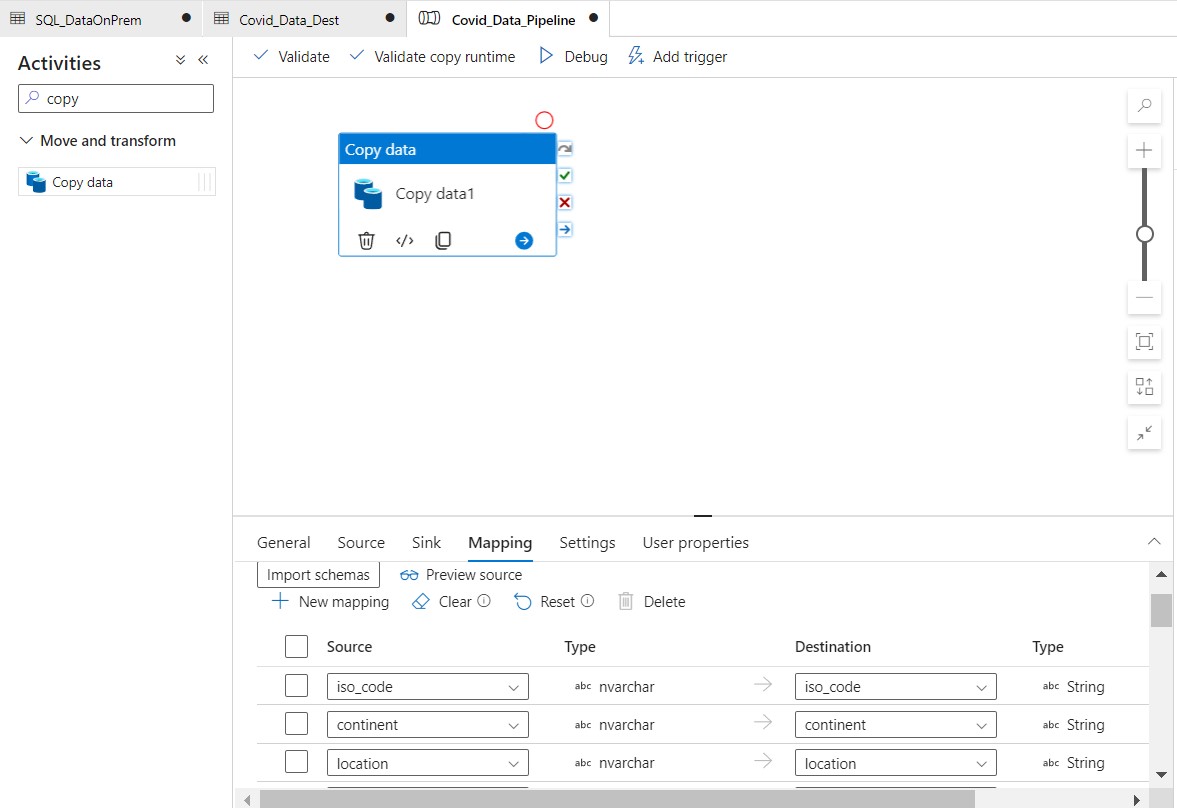 SQL_DataOnPrem
Covid_Data_Dest
Covid_Data_Pipeline
Activities
copy
Move and transform
Copy data
Validate
Validate copy runtime
Debug
Add trigger
Copy data
Copy data1
General
Source
Sink
Mapping
Settings
User properties
Import schemas
Preview source
New mapping
Clear
Reset
Delete
Source Type Destination Type
iso_code abc nvarchar iso_code abc String
continent abc nvarchar continent abc String
location abc nvarchar location abc String